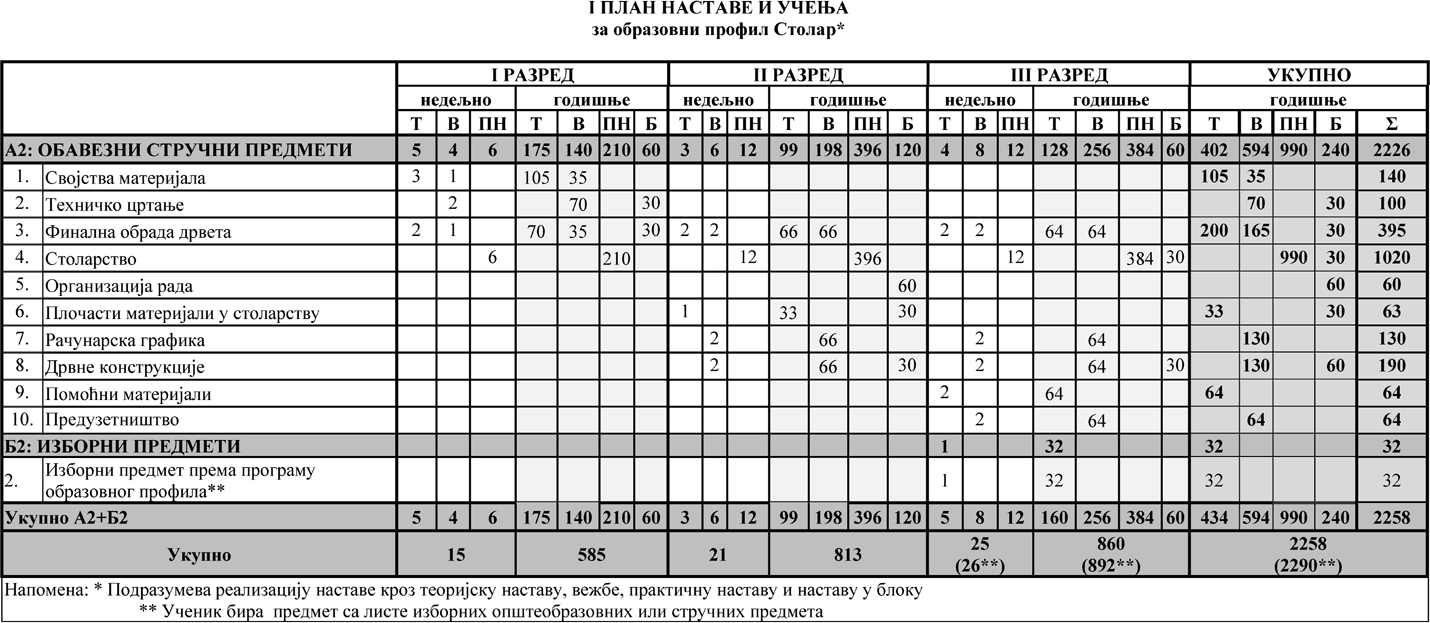 I ПЛАН НАСТАВЕ И УЧЕЊА
за образовни профил Столар*
I РАЗРЕД II РАЗРЕД III РАЗРЕД УКУПНО
недељно годишње недељно годишње недељно годишње годишње
Т В ПН Т В ПН Б Т В ПН Т В ПН Б Т В ПН Т В ПН Б Т В ПН Б Σ
А2: ОБАВЕЗНИ СТРУЧНИ ПРЕДМЕТИ 5 4 6 175 140 210 60 3 6 12 99 198 396 120 4 8 12 128 256 384 60 402 594 990 240 2226
1. Својства материјала 3 1 105 35 105 35 140
2. Техничко цртање 2 70 30 70 30 100
3. Финална обрада дрвета 2 1 70 35 30 2 2 66 66 2 2 64 64 200 165 30 395
4. Столарство 6 210 12 396 12 384 30 990 30 1020
5. Организација рада 60 60 60
6. Плочасти материјали у столарству 1 33 30 33 30 63
7. Рачунарска графика 2 66 2 64 130 130
8. Дрвне конструкције 2 66 30 2 64 30 130 60 190
9. Помоћни материјали 2 64 64 64
10. Предузетништво 2 64 64 64
Б2: ИЗБОРНИ ПРЕДМЕТИ 1 32 32 32
2. Изборни предмет према програму
образовног профила** 1 32 32 32
Укупно А2+Б2 5 4 6 175 140 210 60 3 6 12 99 198 396 120 5 8 12 160 256 384 60 434 594 990 240 2258
Укупно 15 585 21 813 25 860 2258
(26**) (892**) (2290**)
Напомена: * Подразумева реализацију наставе кроз теоријску наставу, вежбе, практичну наставу и наставу у блоку
** Ученик бира предмет са листе изборних општеобразовних или стручних предмета